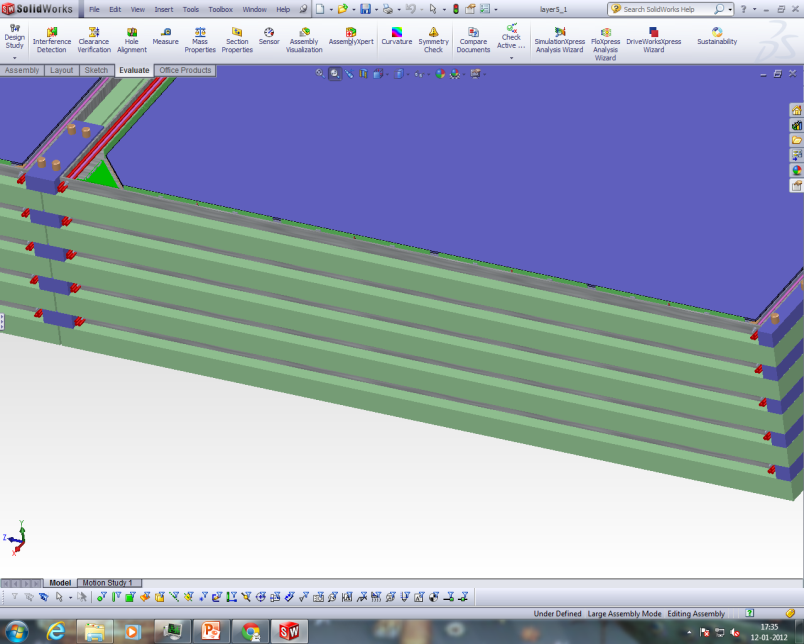 SolidWorks File Edit View Insert Tools Toolbox Window Help layer5_1 Search SolidWorks Help
Design Study
Interference Detection
Clearance Verification
Hole Alignment
Measure
Mass Properties
Section Properties
Sensor
Assembly Visualization
AssemblyXpert
Curvature
Symmetry Check
Compare Documents
Check Active ...
SimulationXpress Analysis Wizard
FloXpress Analysis Wizard
DriveWorksXpress Wizard
Sustainability
Assembly Layout Sketch Evaluate Office Products
Y
Z
X
Model Motion Study 1
Under Defined Large Assembly Mode Editing Assembly
17:35
12-01-2012